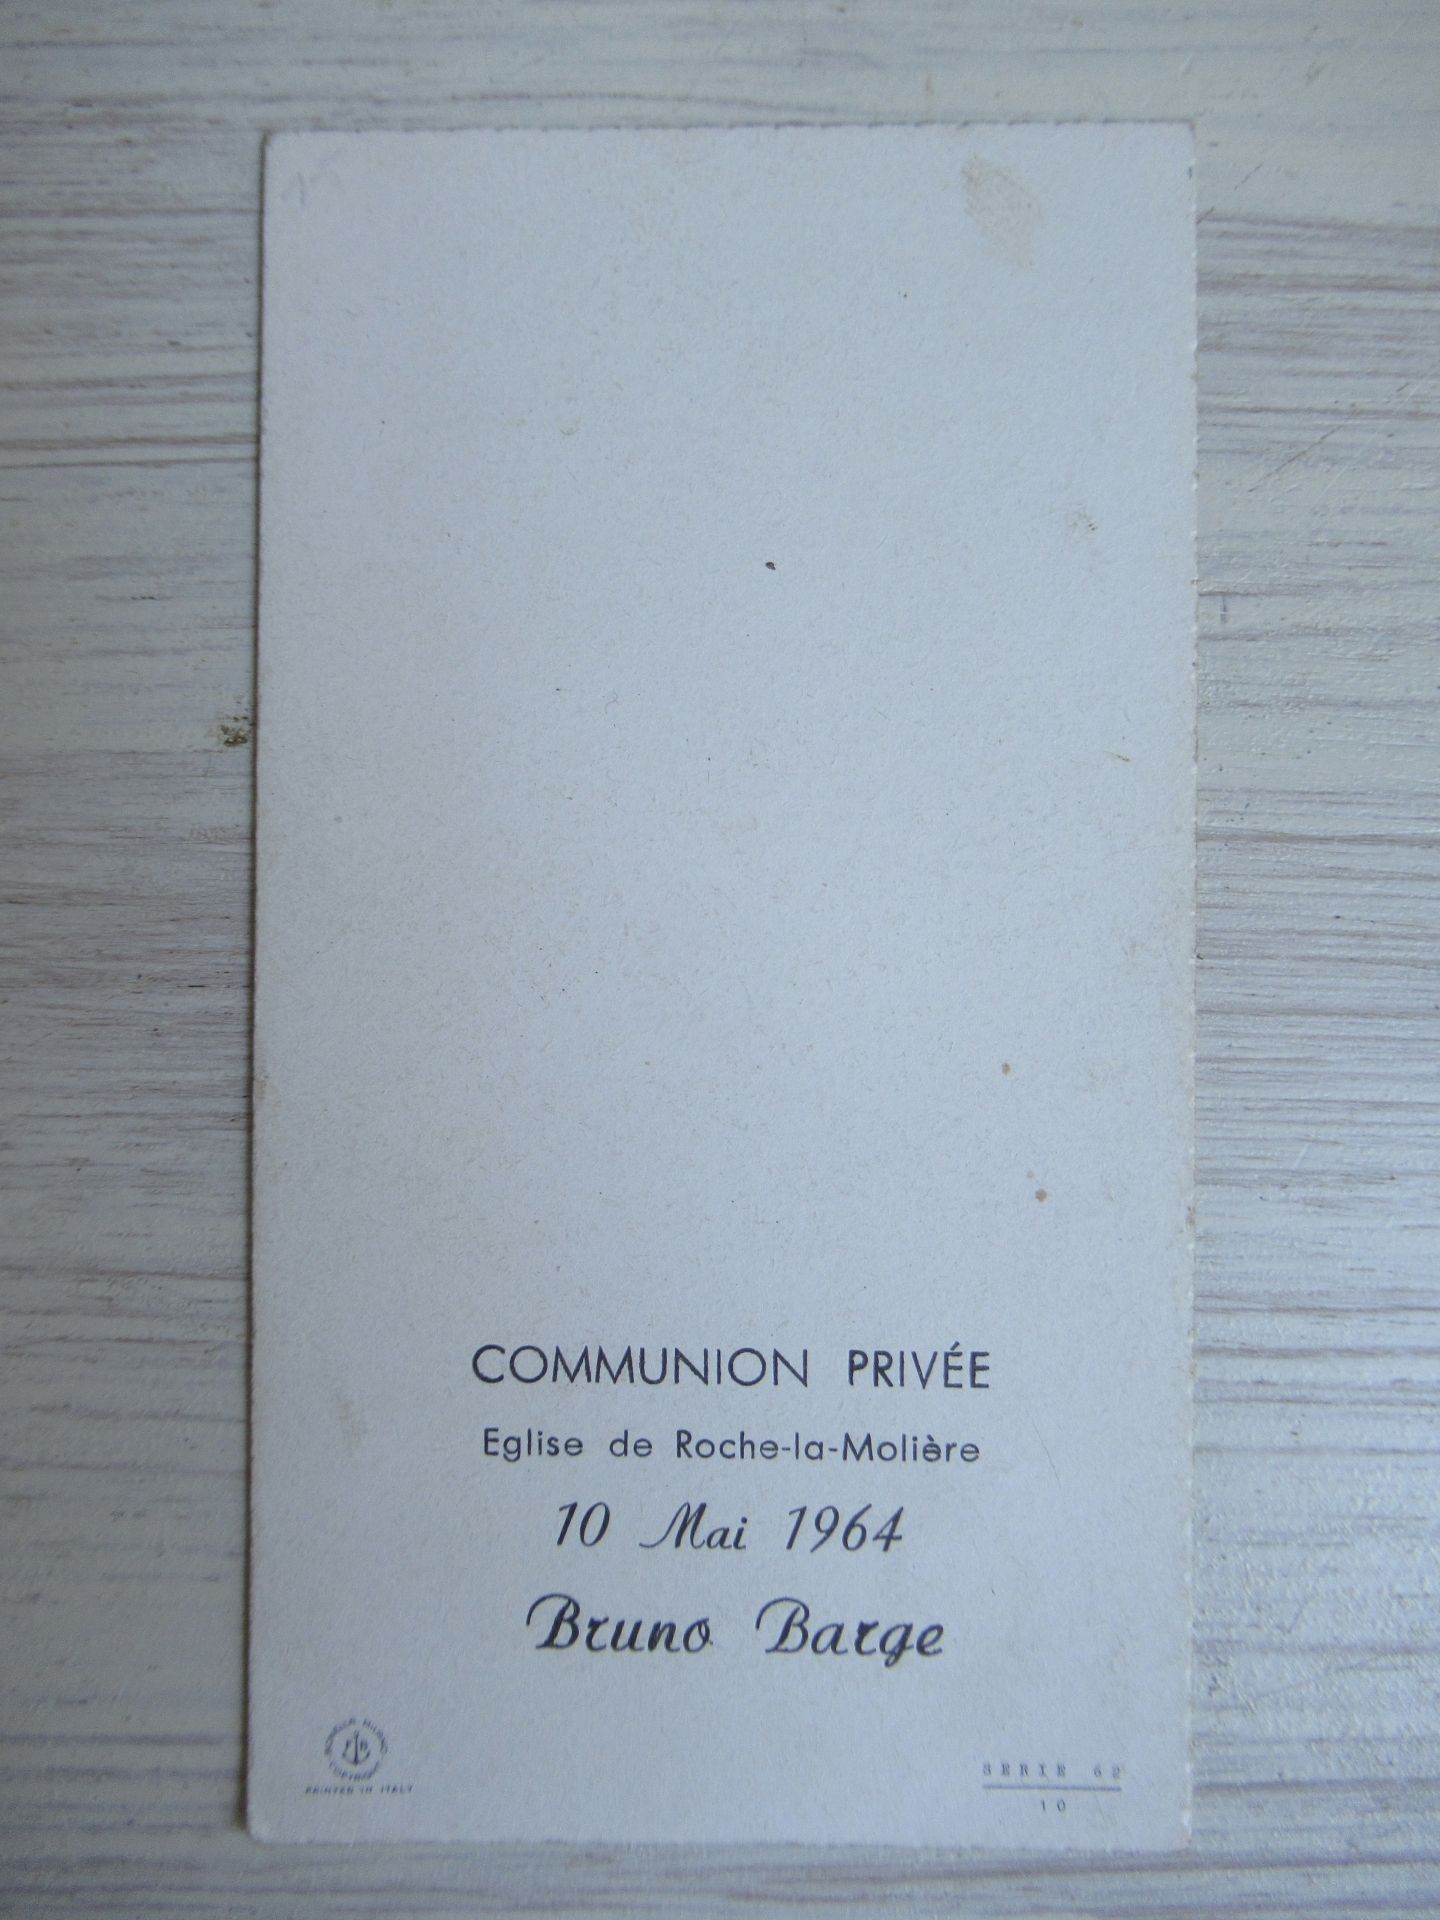 COMMUNION PRIVÉE
Eglise de Roche-la-Molière
10 Mai 1964
Bruno Barge
PRINTED IN ITALY
SERIE 62
10